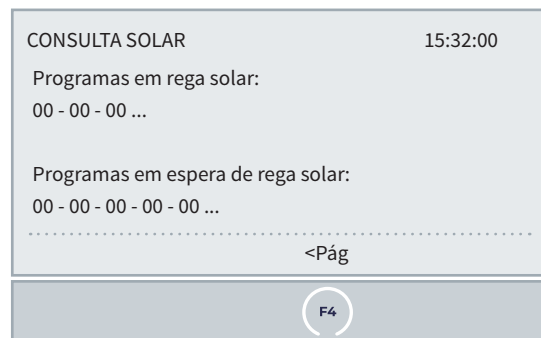 CONSULTA SOLAR 15:32:00
Programas em rega solar:
00 - 00 - 00 ...
Programas em espera de rega solar:
00 - 00 - 00 - 00 - 00 ...
<Pág
F4